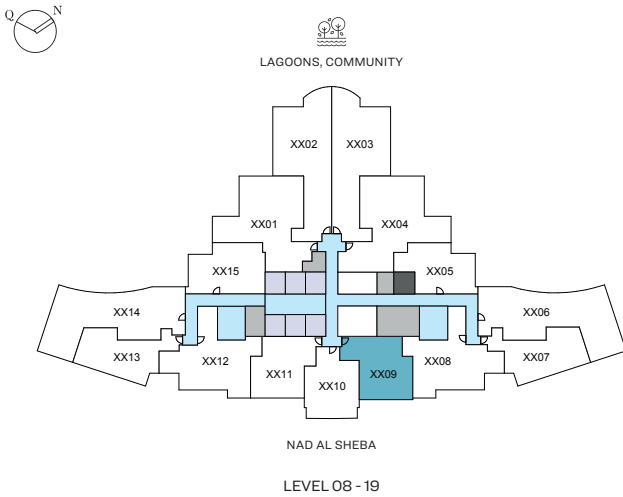 Q N
LAGOONS, COMMUNITY
XX02 XX03
XX01 XX04
XX15 XX05
XX14 XX06
XX13 XX12 XX11 XX10 XX09 XX08 XX07
NAD AL SHEBA
LEVEL 08 - 19